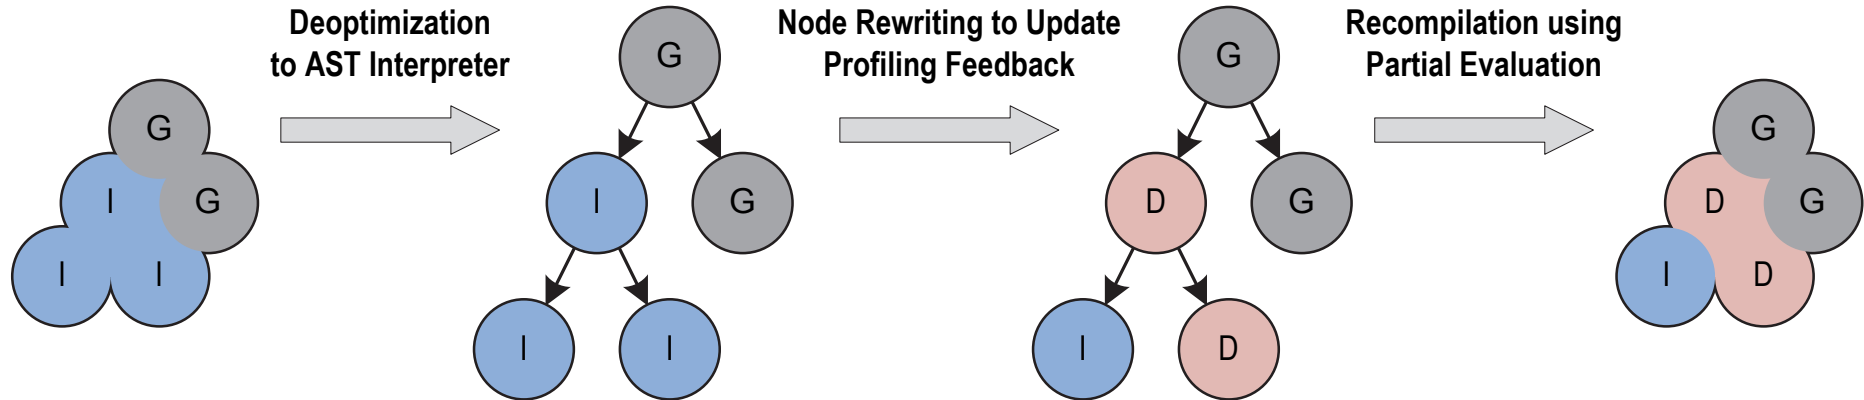 Deoptimization
to AST Interpreter
Node Rewriting to Update
Profiling Feedback
Recompilation using
Partial Evaluation
G
I
G
I
I
G
I
G
I
I
G
D
G
I
D
G
D
G
I
D